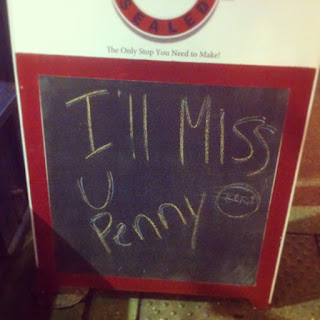 SEALED
The Only Stop You Need to Make!
I'll Miss
U
Penny